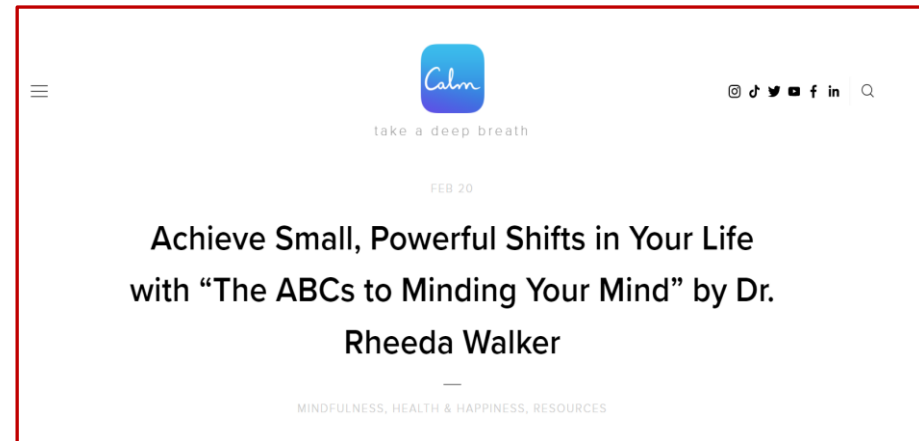 Calm
take a deep breath
FEB 20
Achieve Small, Powerful Shifts in Your Life
with “The ABCs to Minding Your Mind” by Dr.
Rheeda Walker
MINDFULNESS, HEALTH & HAPPINESS, RESOURCES